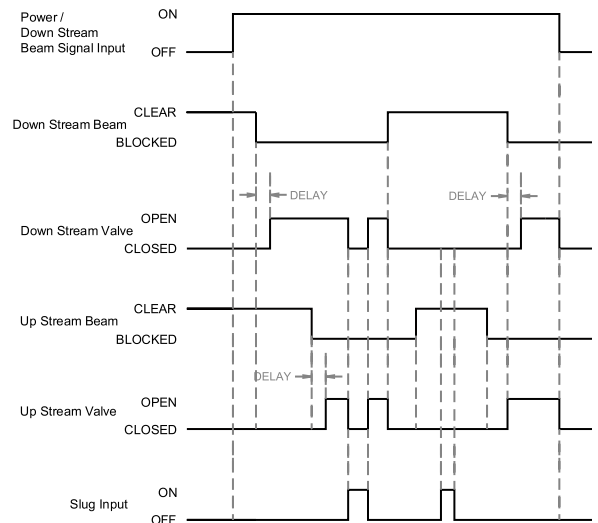 Power /
Down Stream
Beam Signal Input
ON
OFF
Down Stream Beam
CLEAR
BLOCKED
DELAY
DELAY
Down Stream Valve
OPEN
CLOSED
Up Stream Beam
CLEAR
BLOCKED
DELAY
Up Stream Valve
OPEN
CLOSED
Slug Input
ON
OFF